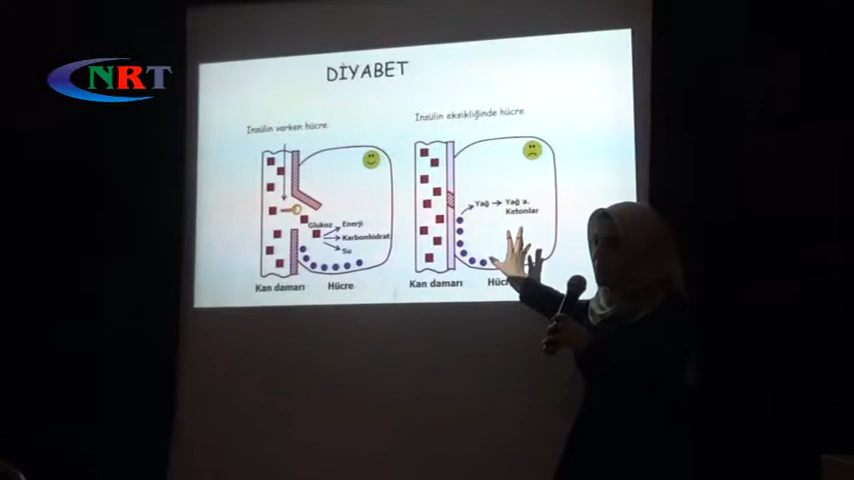 NRT
DİYABET
İnsülin varken hücre
İnsülin eksikliğinde hücre
Glukoz
Enerji
Karbonhidrat
Su
Yağ
Yağ a.
Ketonlar
Kan damarı
Hücre
Kan damarı